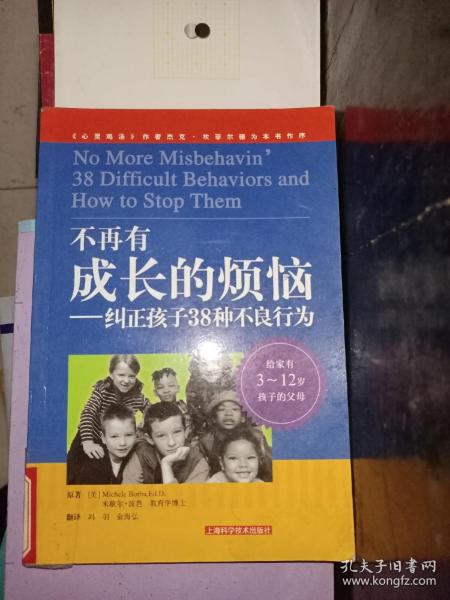 《心灵鸡汤》作者杰克·坎菲尔德为本书作序
No More Misbehavin'
38 Difficult Behaviors and
How to Stop Them
不再有
成长的烦恼
——纠正孩子38种不良行为
给家有
3～12岁
孩子的父母
原著 [美] Michele Borba, Ed.D.
米歇尔·波芭 教育学博士
翻译 冯羽 俞海弘
上海科学技术出版社
孔夫子旧书网
www.kongfz.com